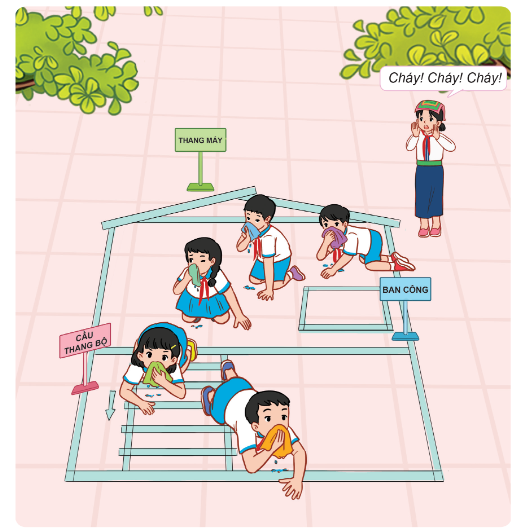 Cháy! Cháy! Cháy!
THANG MÁY
BAN CÔNG
CẦU
THANG BỘ